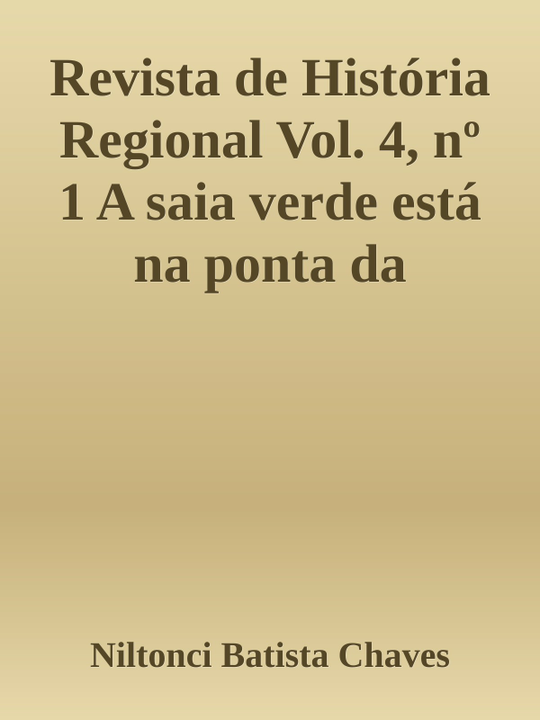 Revista de História
Regional Vol. 4, nº
1 A saia verde está
na ponta da
Niltonci Batista Chaves